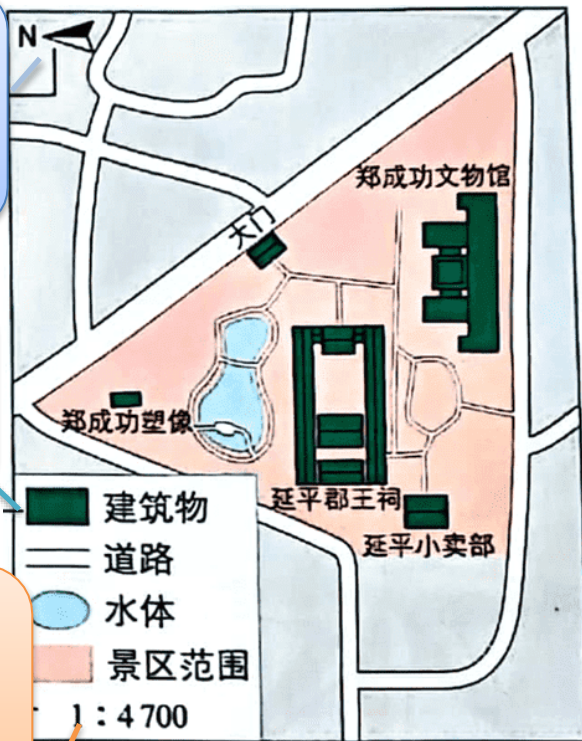 N
郑成功文物馆
大门
郑成功塑像
延平郡王祠
延平小卖部
建筑物
道路
水体
景区范围
1:4 700